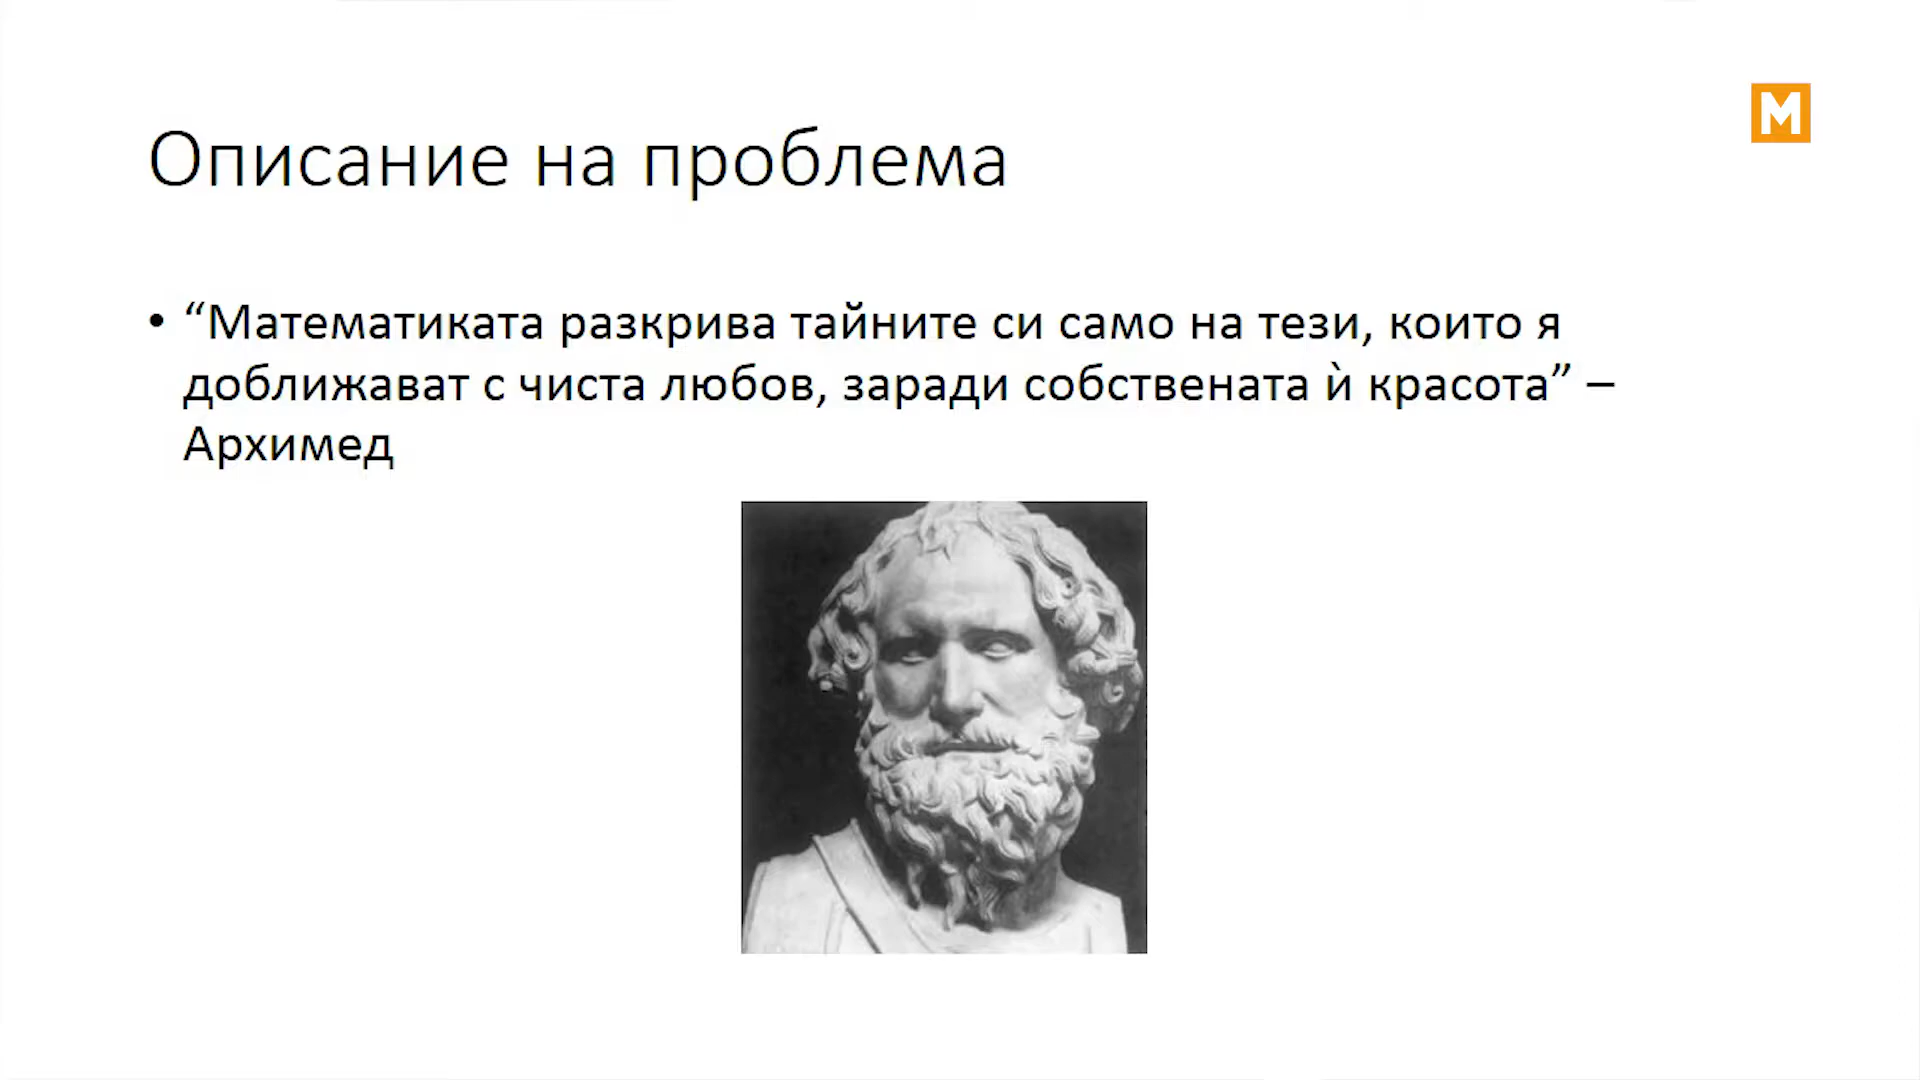 Описание на проблема
M
• “Математиката разкрива тайните си само на тези, които я
доближават с чиста любов, заради собствената ѝ красота” –
Архимед